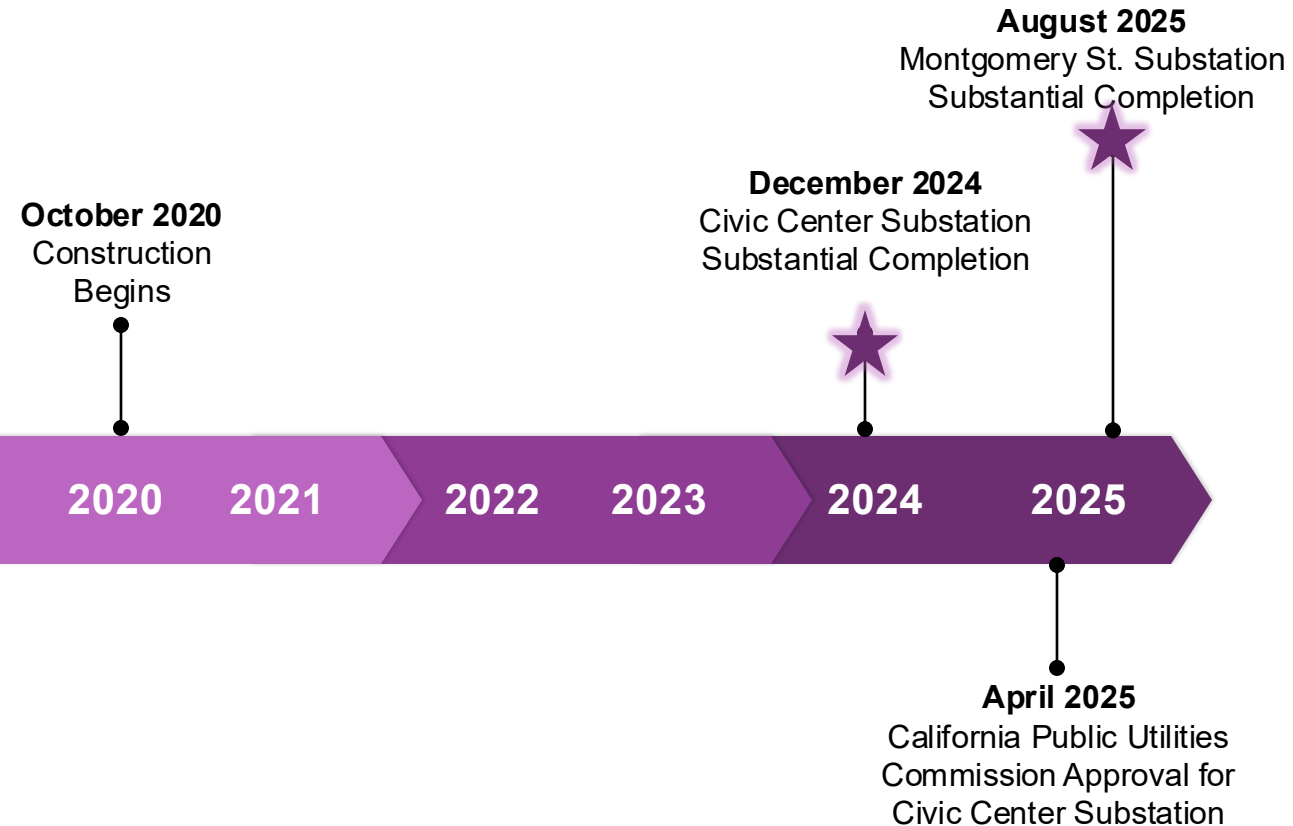 August 2025
Montgomery St. Substation
Substantial Completion
December 2024
Civic Center Substation
Substantial Completion
October 2020
Construction
Begins
2020 2021 2022 2023 2024 2025
April 2025
California Public Utilities
Commission Approval for
Civic Center Substation